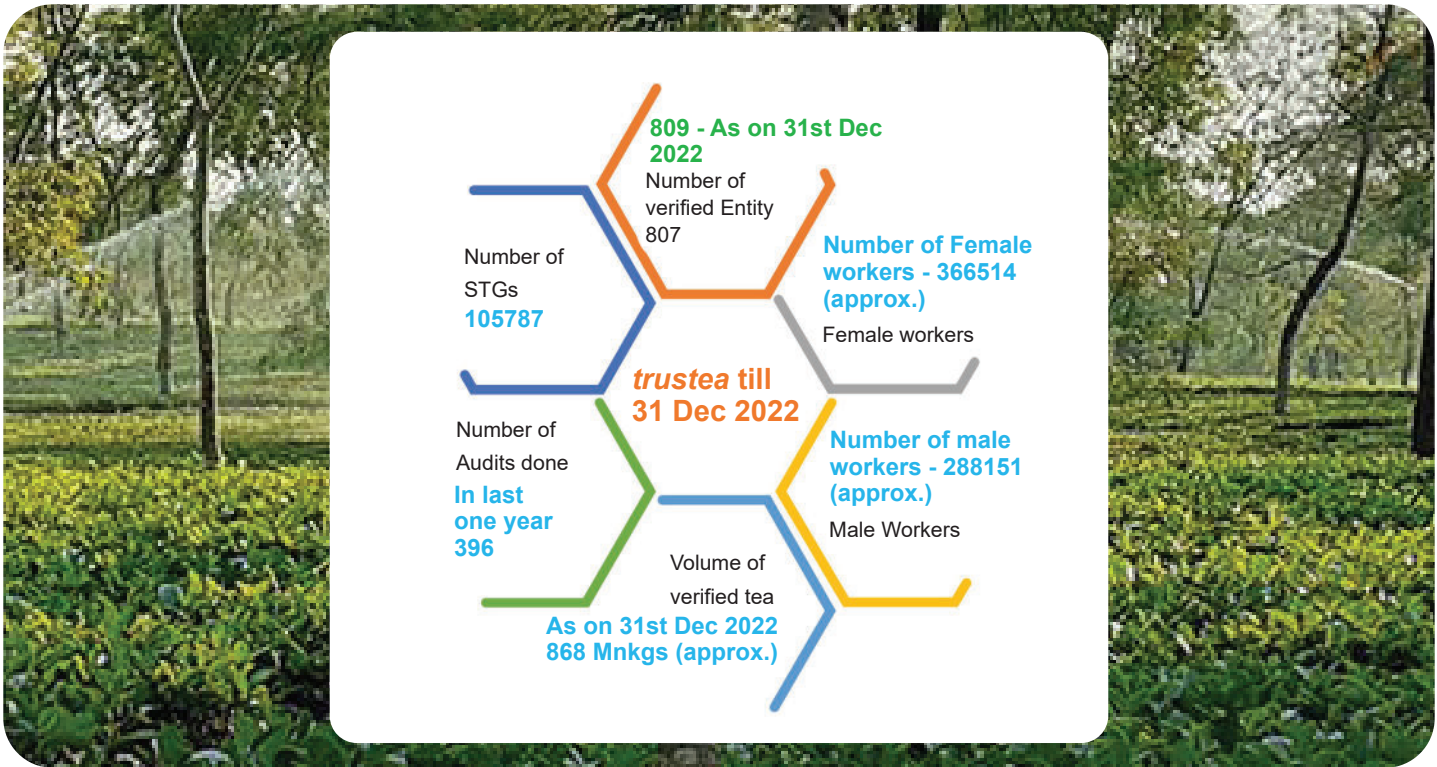 809 - As on 31st Dec
2022
Number of
verified Entity
807
Number of Female
workers - 366514
(approx.)
Female workers
Number of
STGs
105787
trustea till
31 Dec 2022
Number of
Audits done
In last
one year
396
Number of male
workers - 288151
(approx.)
Male Workers
Volume of
verified tea
As on 31st Dec 2022
868 Mnkgs (approx.)